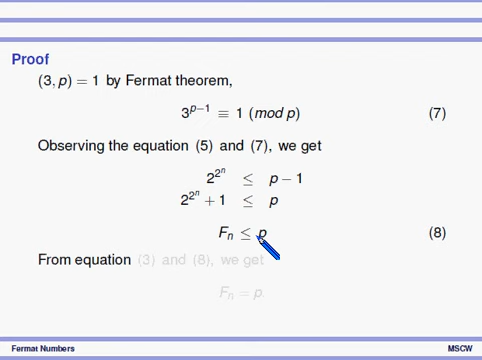 Proof
(3, p) = 1 by Fermat theorem,
3^{p−1} ≡ 1 (mod p) (7)
Observing the equation (5) and (7), we get
2^{2^n} ≤ p − 1
2^{2^n} + 1 ≤ p
F_n ≤ p (8)
From equation (3) and (8), we get
F_n = p.
Fermat Numbers MSCW